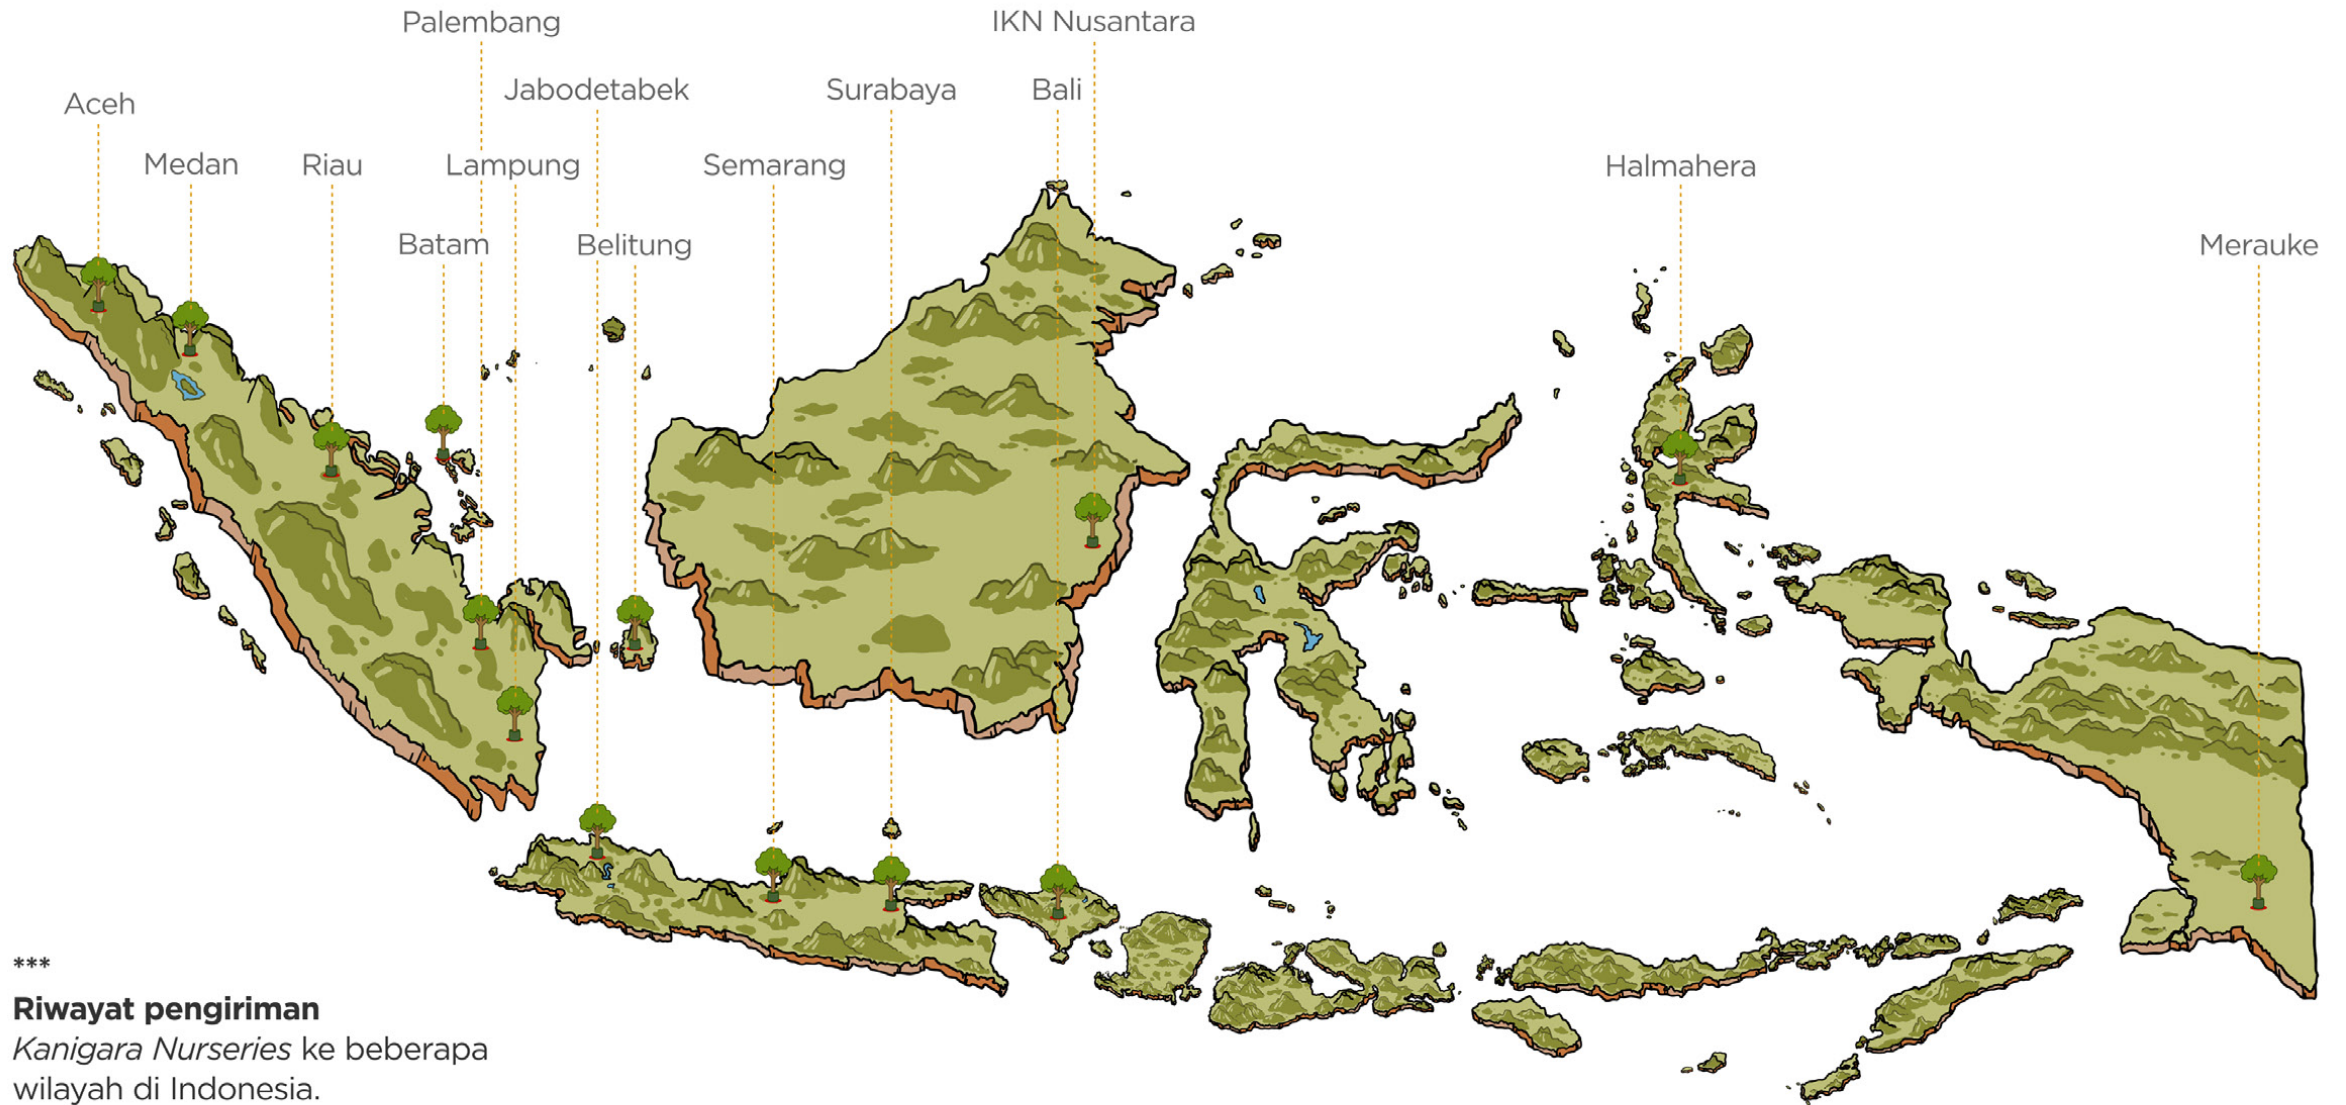 Palembang
IKN Nusantara
Aceh
Jabodetabek
Surabaya
Bali
Medan
Riau
Lampung
Semarang
Halmahera
Batam
Belitung
Merauke
***
Riwayat pengiriman
Kanigara Nurseries ke beberapa
wilayah di Indonesia.